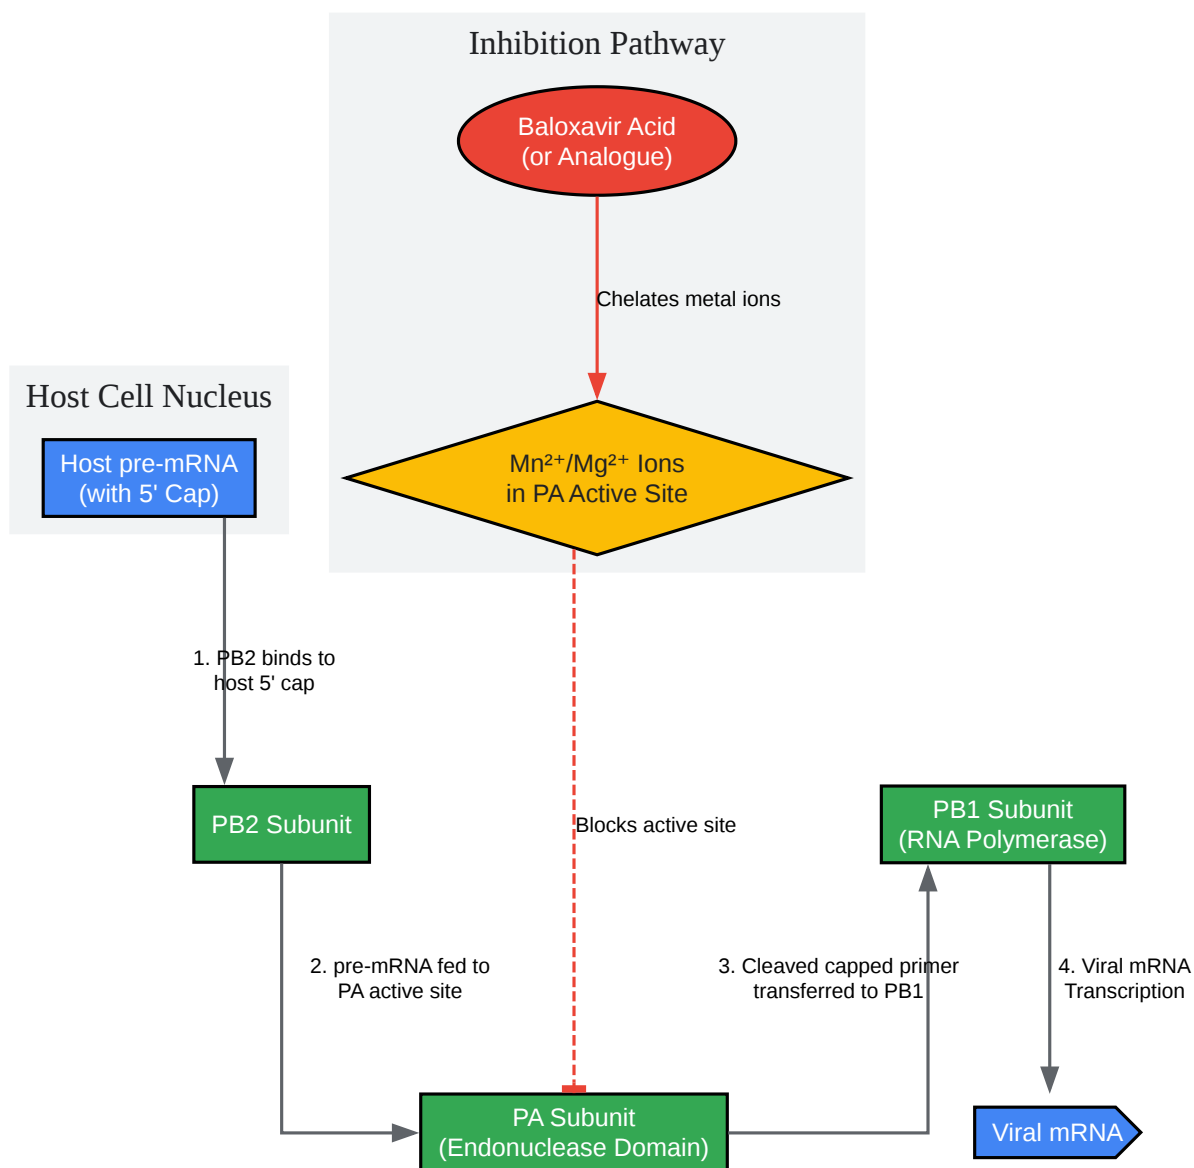 Inhibition Pathway
Baloxavir Acid
(or Analogue)
Chelates metal ions
Host Cell Nucleus
Host pre-mRNA
(with 5' Cap)
Mn²⁺/Mg²⁺ Ions
in PA Active Site
1. PB2 binds to
host 5' cap
PB2 Subunit
Blocks active site
PB1 Subunit
(RNA Polymerase)
2. pre-mRNA fed to
PA active site
3. Cleaved capped primer
transferred to PB1
4. Viral mRNA
Transcription
PA Subunit
(Endonuclease Domain)
Viral mRNA